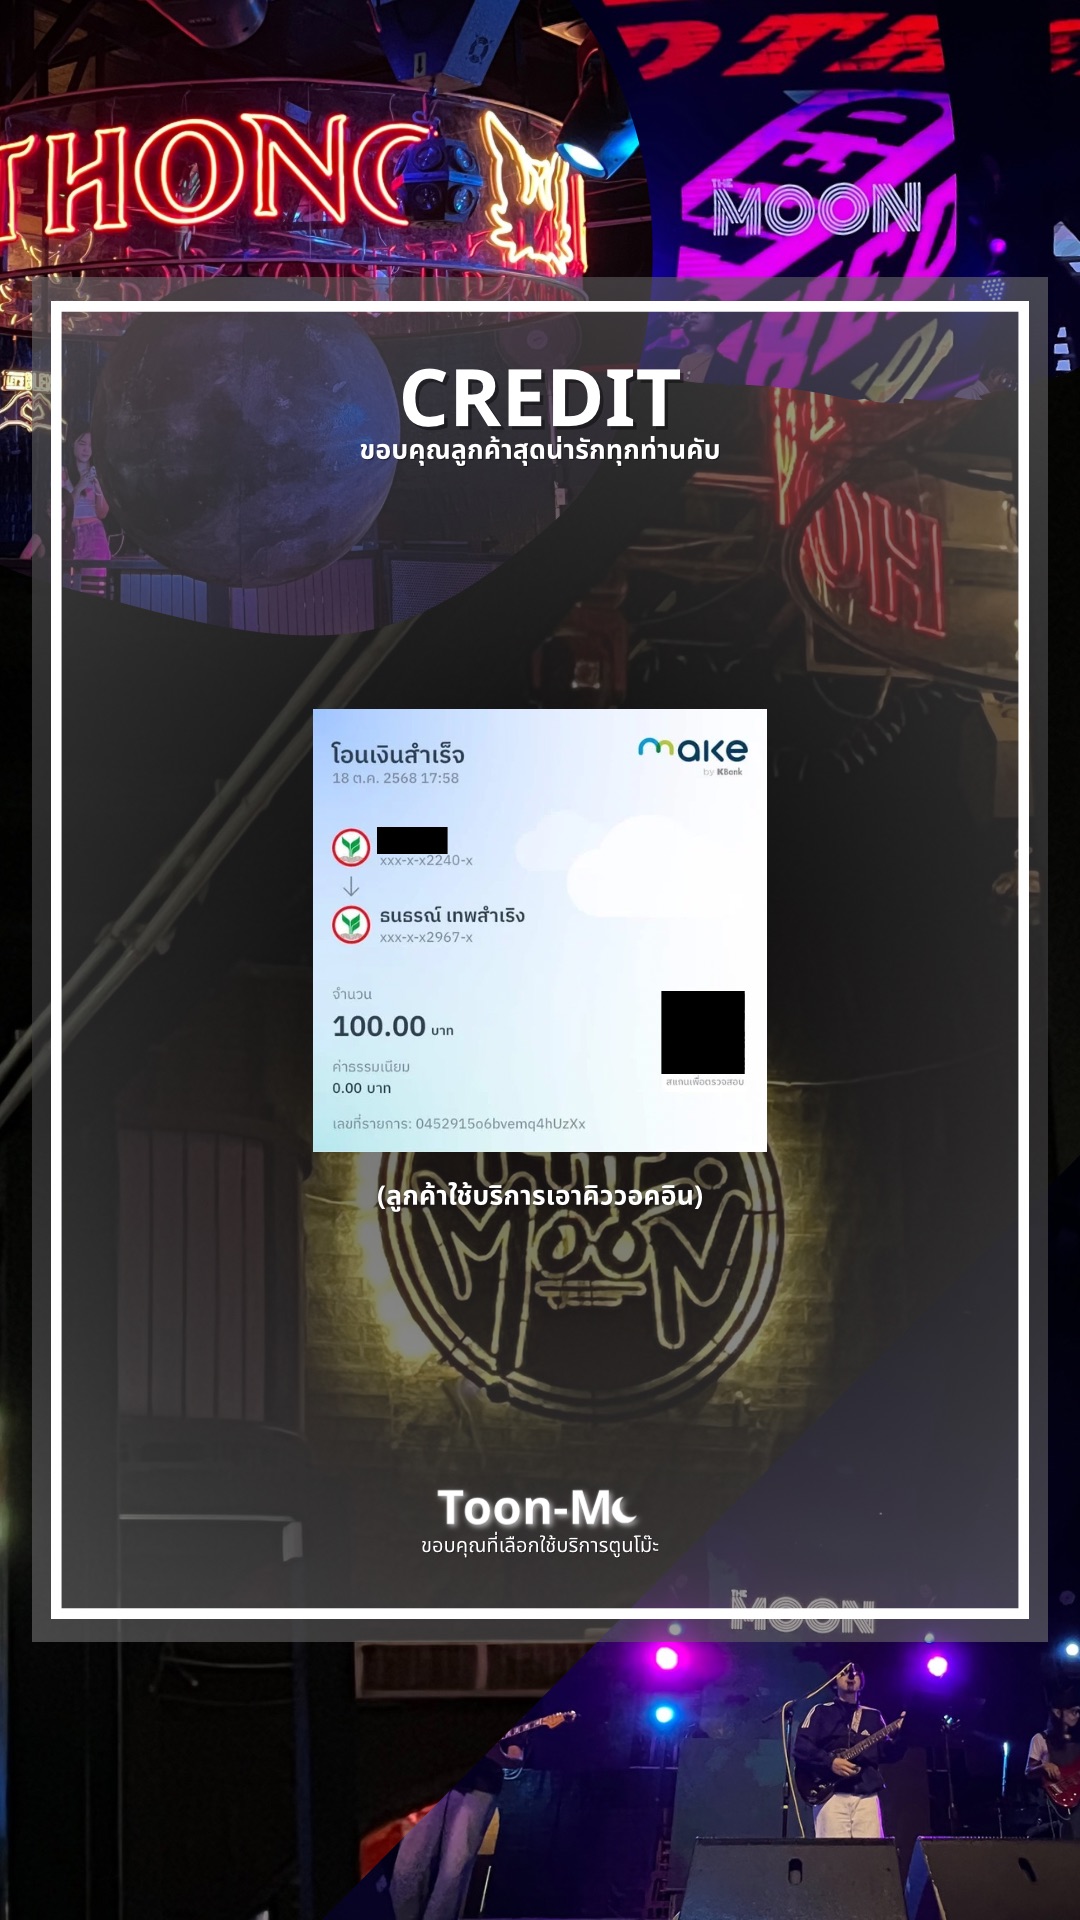 THE
MOON
CREDIT
ขอบคุณลูกค้าสุดน่ารักทุกท่านคับ
โอนเงินสำเร็จ
make
18 ต.ค. 2568 17:58
by KBank
xxx-x-x2240-x
ธนธรณ์ เทพสำเริง
xxx-x-x2967-x
จำนวน
100.00 บาท
ค่าธรรมเนียม
0.00 บาท
สแกนเพื่อตรวจสอบ
เลขที่รายการ: 0452915o6bvemq4hUzXx
(ลูกค้าใช้บริการเอาคิววอคอิน)
MOON
Toon-M
ขอบคุณที่เลือกใช้บริการตูนโม๊ะ
THE
MOON